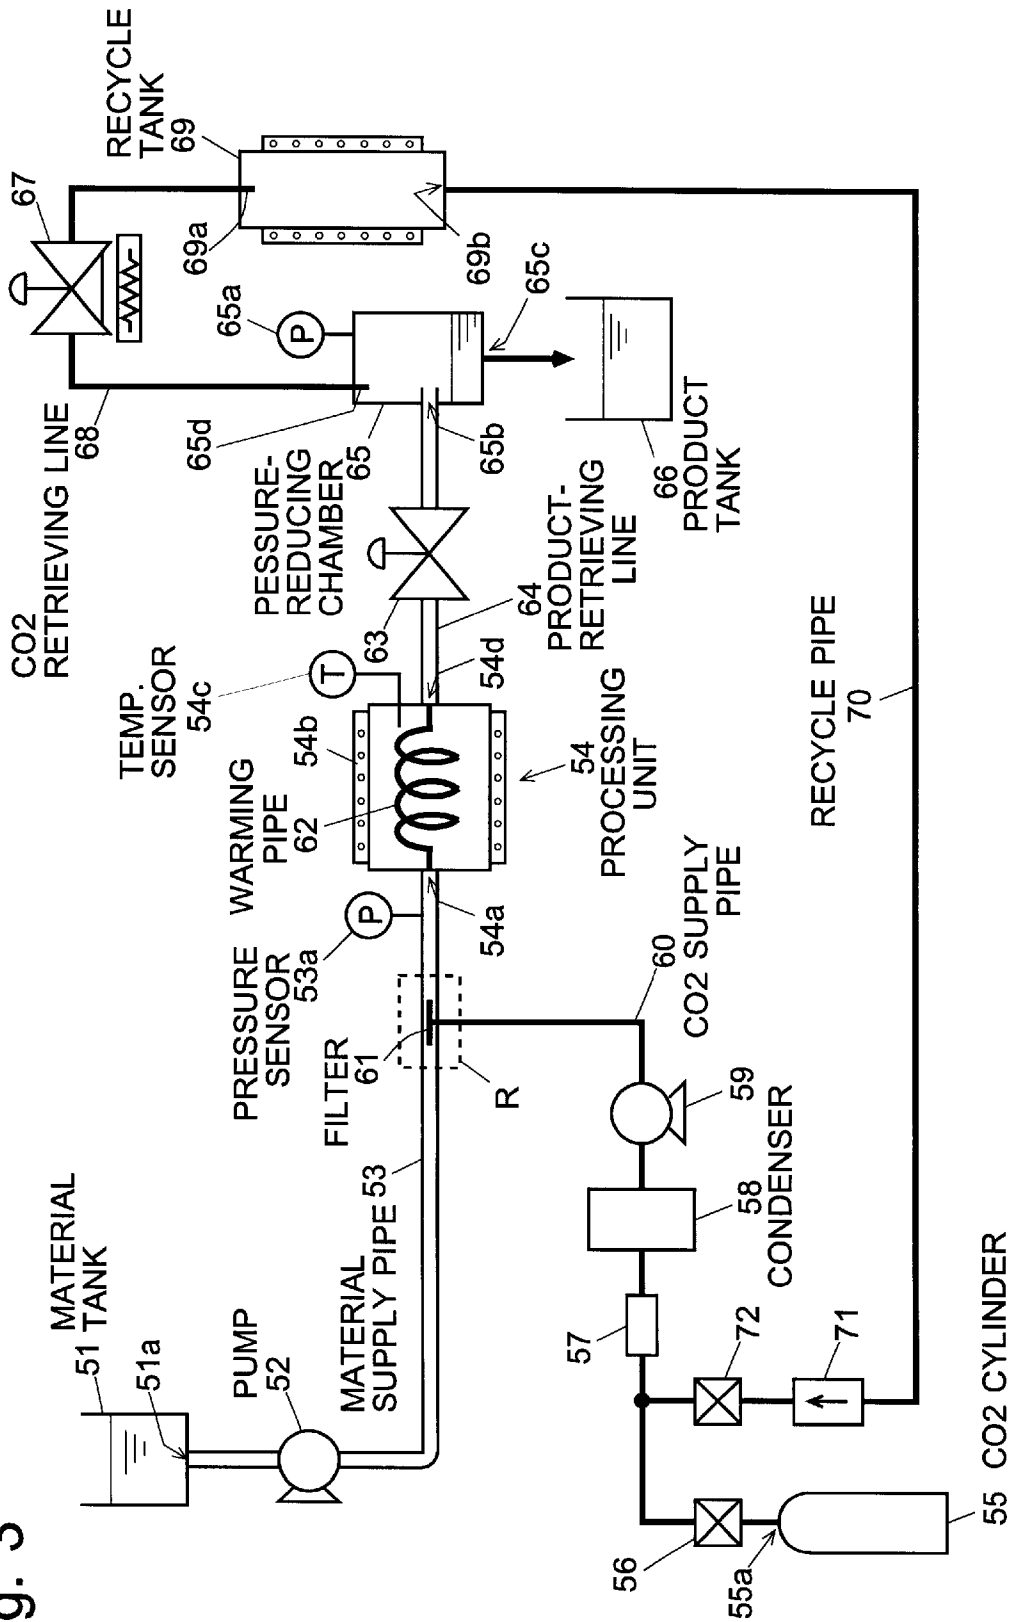 g. 3
MATERIAL
TANK
51
51a
PUMP
52
MATERIAL
SUPPLY PIPE
53
FILTER
61
R
PRESSURE
SENSOR
53a
WARMING
PIPE
62
54a
54b
TEMP.
SENSOR
54c
54
PROCESSING
UNIT
54d
T
P
63
64
PRODUCT-
RETRIEVING
LINE
PESSURE-
REDUCING
CHAMBER
65
65a
P
65b
65c
65d
66
PRODUCT
TANK
CO2
RETRIEVING LINE
68
67
RECYCLE
TANK
69
69a
69b
RECYCLE PIPE
70
60
CO2 SUPPLY
PIPE
59
58
CONDENSER
57
72
71
56
55a
55 CO2 CYLINDER